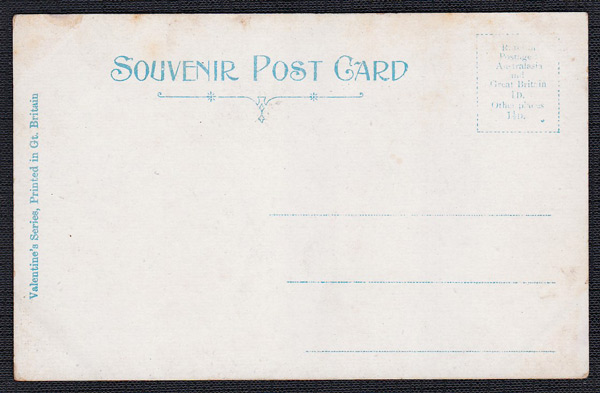 SOUVENIR POST CARD
Postage
Australasia
and
Great Britain
1D.
Other places
Valentine's Series, Printed in Gt. Britain